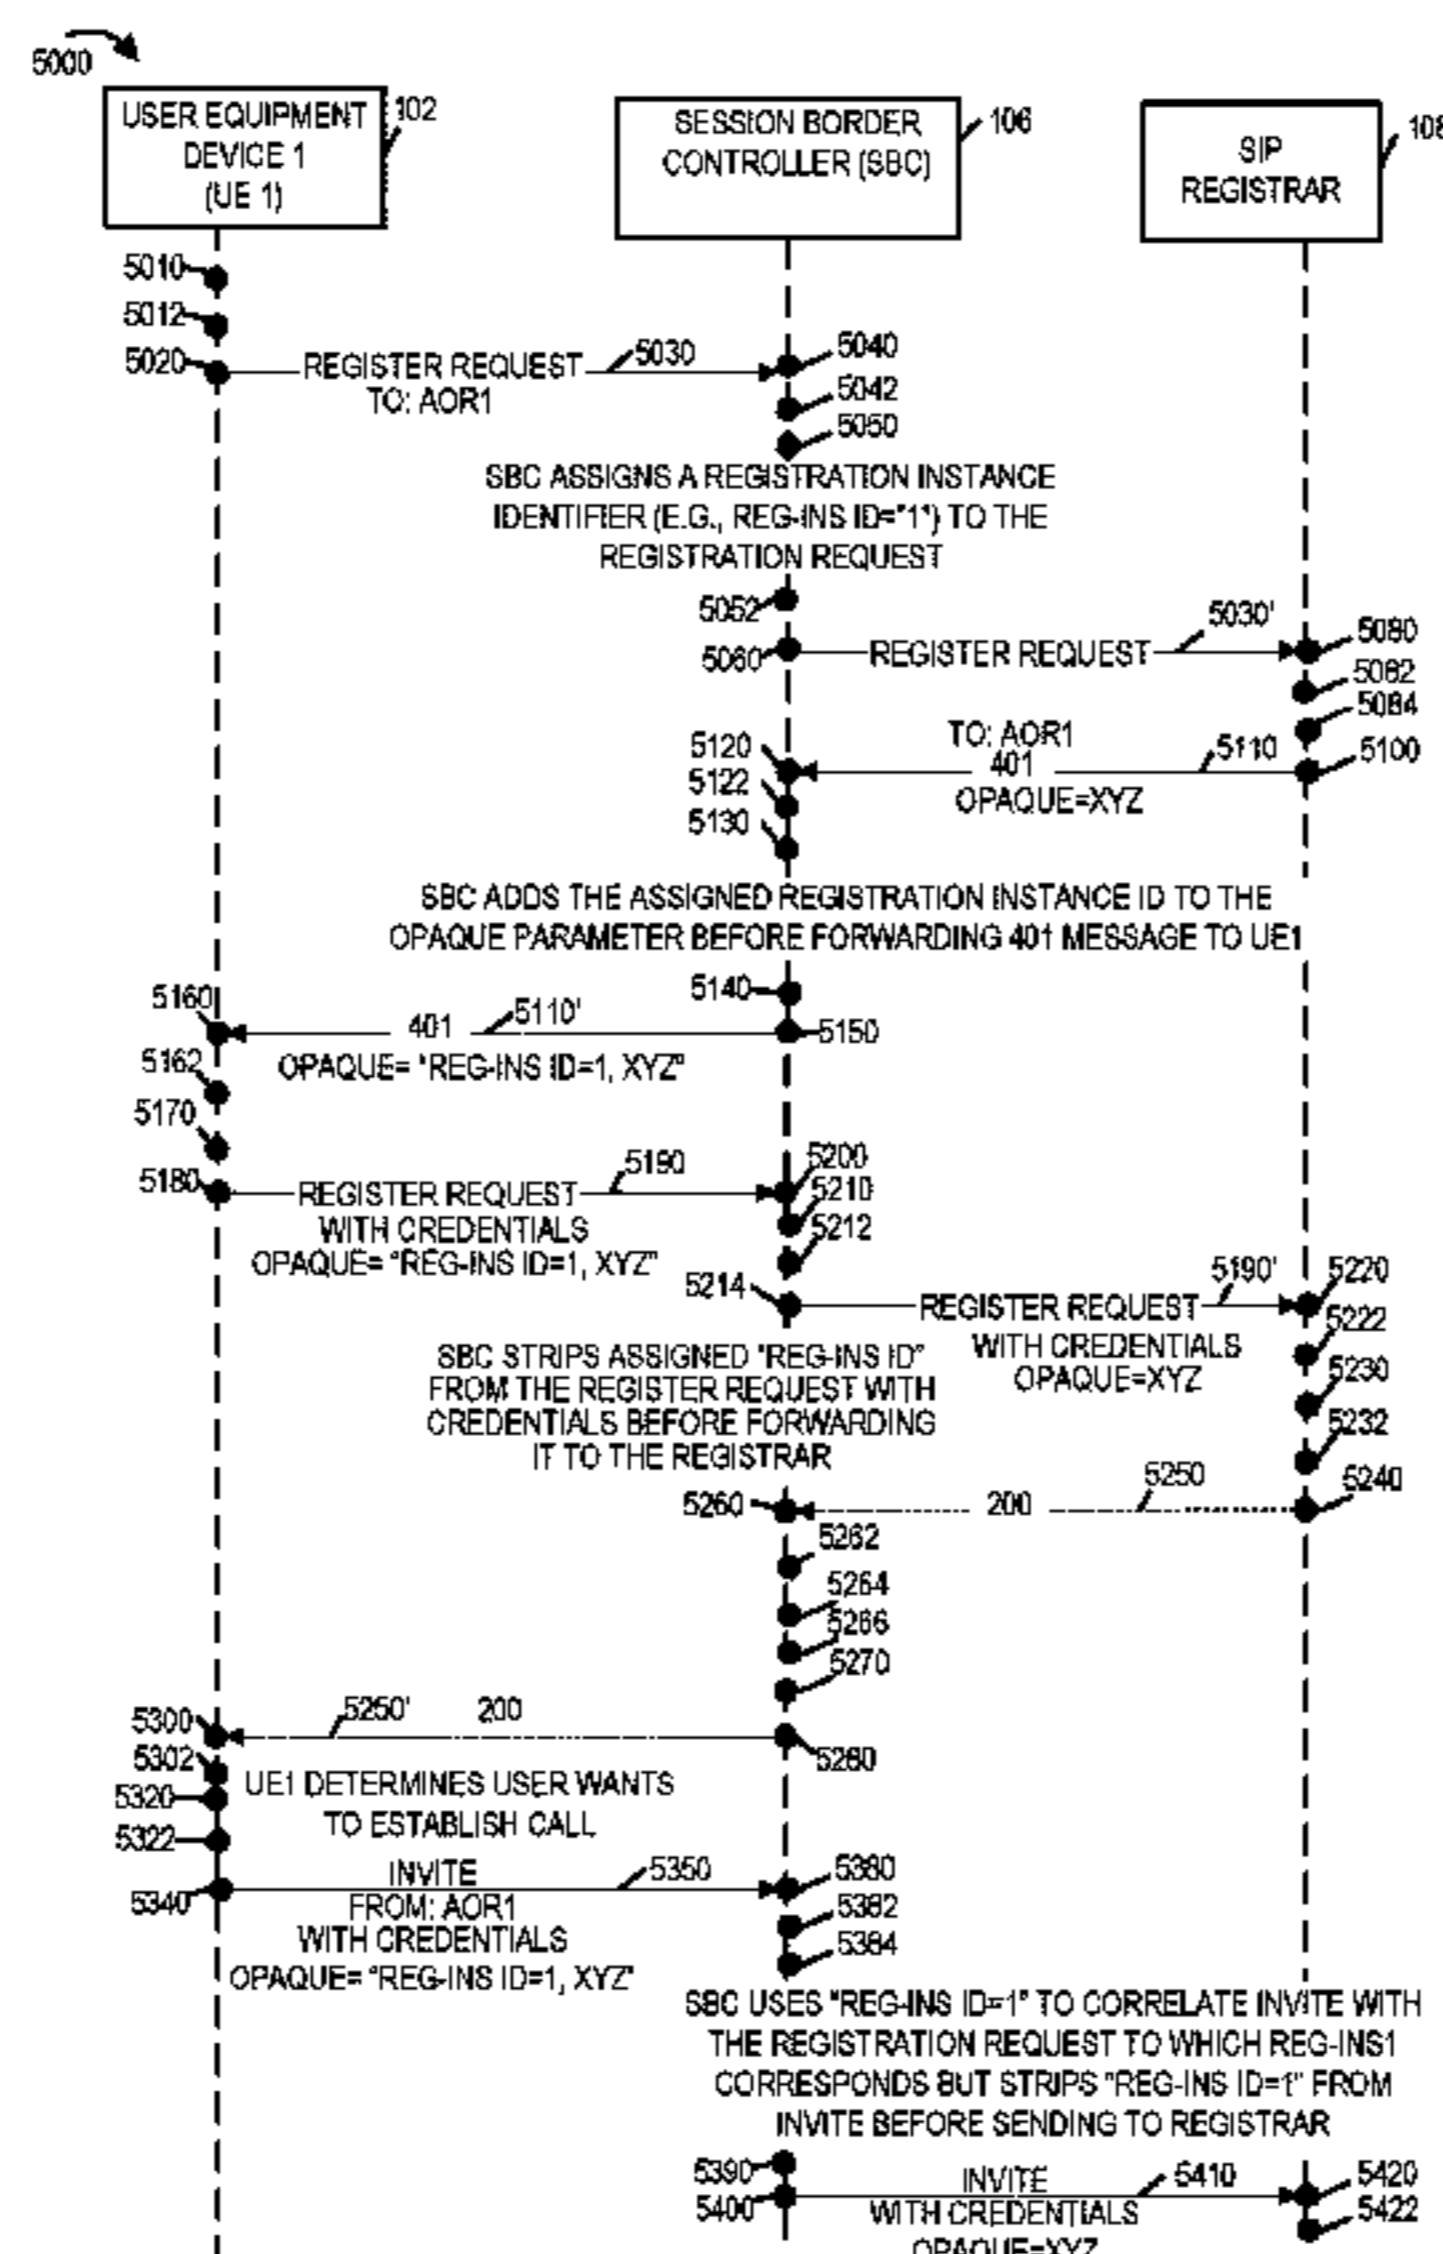 5000
USER EQUIPMENT
DEVICE 1
(UE 1)
102
SESSION BORDER
CONTROLLER (SBC)
106
SIP
REGISTRAR
108
5010
5012
5020
REGISTER REQUEST
TO: AOR1
5030
5040
5042
5050
SBC ASSIGNS A REGISTRATION INSTANCE
IDENTIFIER (E.G., REG-INS ID="1") TO THE
REGISTRATION REQUEST
5052
5060
REGISTER REQUEST
5030'
5080
5082
5084
TO: AOR1
401
OPAQUE=XYZ
5110
5100
5120
5122
5130
SBC ADDS THE ASSIGNED REGISTRATION INSTANCE ID TO THE
OPAQUE PARAMETER BEFORE FORWARDING 401 MESSAGE TO UE1
5140
5150
5160
401
5110'
OPAQUE= "REG-INS ID=1, XYZ"
5162
5170
5180
REGISTER REQUEST
WITH CREDENTIALS
OPAQUE= "REG-INS ID=1, XYZ"
5190
5200
5210
5212
5214
REGISTER REQUEST
WITH CREDENTIALS
OPAQUE=XYZ
5190'
5220
5222
5230
5232
SBC STRIPS ASSIGNED "REG-INS ID"
FROM THE REGISTER REQUEST WITH
CREDENTIALS BEFORE FORWARDING
IT TO THE REGISTRAR
5260
200
5250
5240
5262
5264
5266
5270
5300
5250'
200
5280
5302
5320
5322
UE1 DETERMINES USER WANTS
TO ESTABLISH CALL
5340
INVITE
FROM: AOR1
WITH CREDENTIALS
OPAQUE= "REG-INS ID=1, XYZ"
5350
5380
5382
5384
SBC USES "REG-INS ID=1" TO CORRELATE INVITE WITH
THE REGISTRATION REQUEST TO WHICH REG-INS1
CORRESPONDS BUT STRIPS "REG-INS ID=1" FROM
INVITE BEFORE SENDING TO REGISTRAR
5390
5400
INVITE
WITH CREDENTIALS
OPAQUE=XYZ
5410
5420
5422